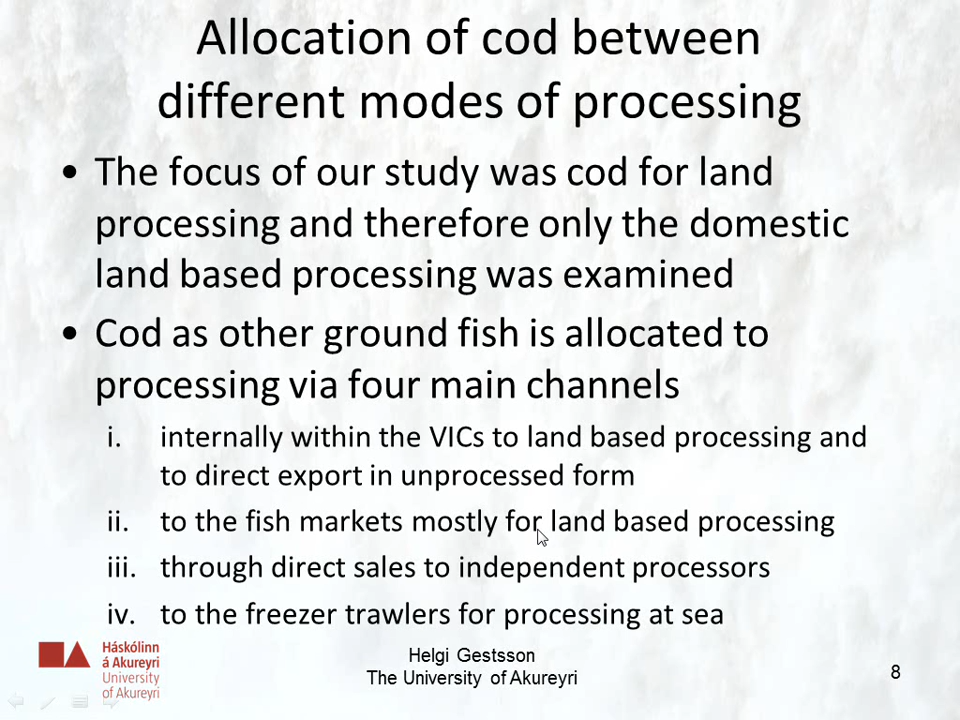 Allocation of cod between
different modes of processing
• The focus of our study was cod for land
processing and therefore only the domestic
land based processing was examined
• Cod as other ground fish is allocated to
processing via four main channels
i. internally within the VICs to land based processing and
to direct export in unprocessed form
ii. to the fish markets mostly for land based processing
iii. through direct sales to independent processors
iv. to the freezer trawlers for processing at sea
Háskólinn
á Akureyri
University
of Akureyri
Helgi Gestsson
The University of Akureyri
8